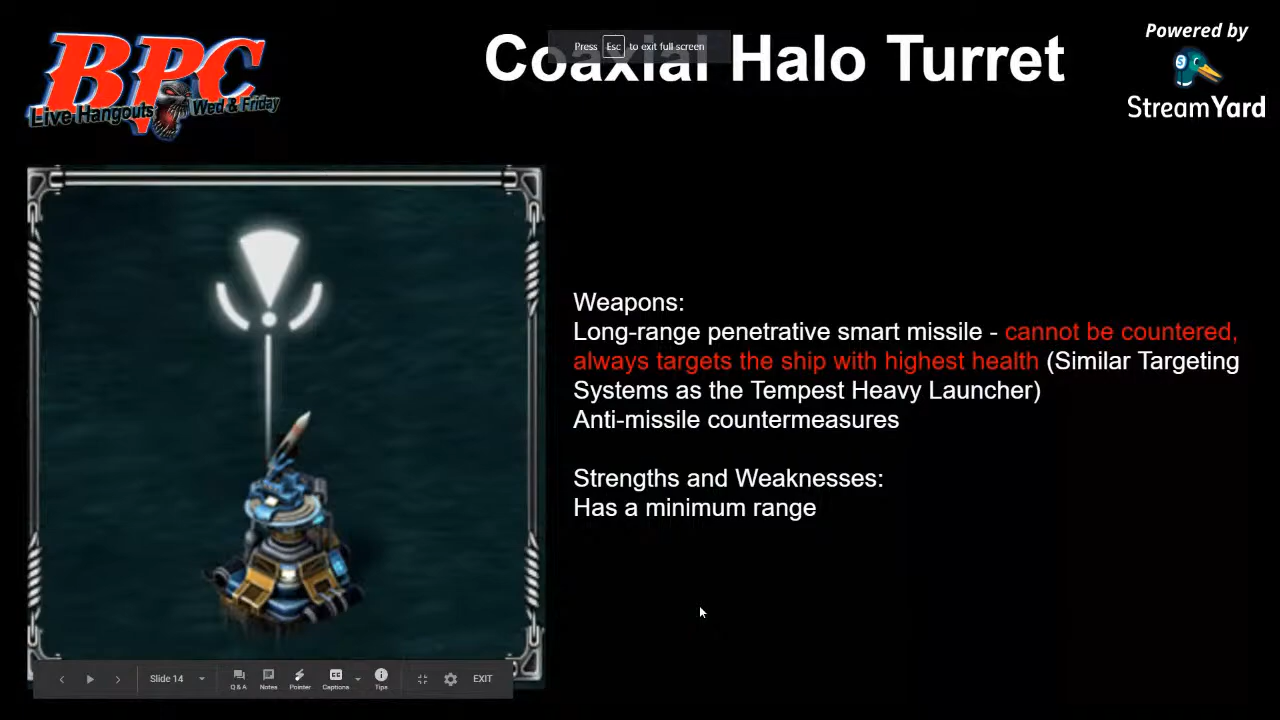 BPC
Live Hangouts Wed & Friday
Press Esc to exit full screen
Coaxial Halo Turret
Powered by
S
StreamYard
Weapons:
Long-range penetrative smart missile - cannot be countered,
always targets the ship with highest health (Similar Targeting
Systems as the Tempest Heavy Launcher)
Anti-missile countermeasures
Strengths and Weaknesses:
Has a minimum range
Slide 14
Q & A
Notes
Pointer
CC
Captions
Tips
EXIT